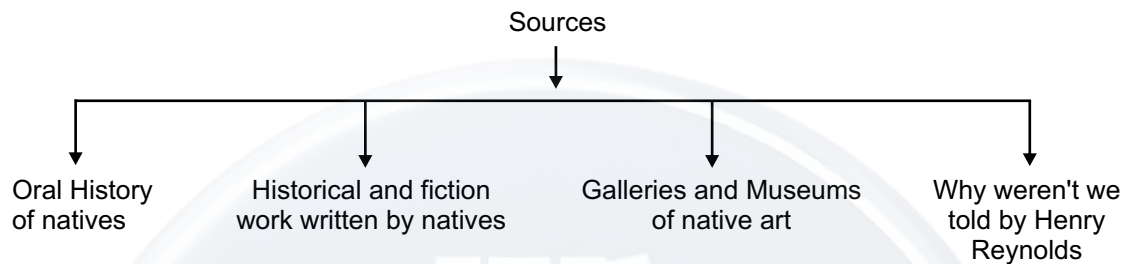 Sources
Oral History
of natives
Historical and fiction
work written by natives
Galleries and Museums
of native art
Why weren't we
told by Henry
Reynolds